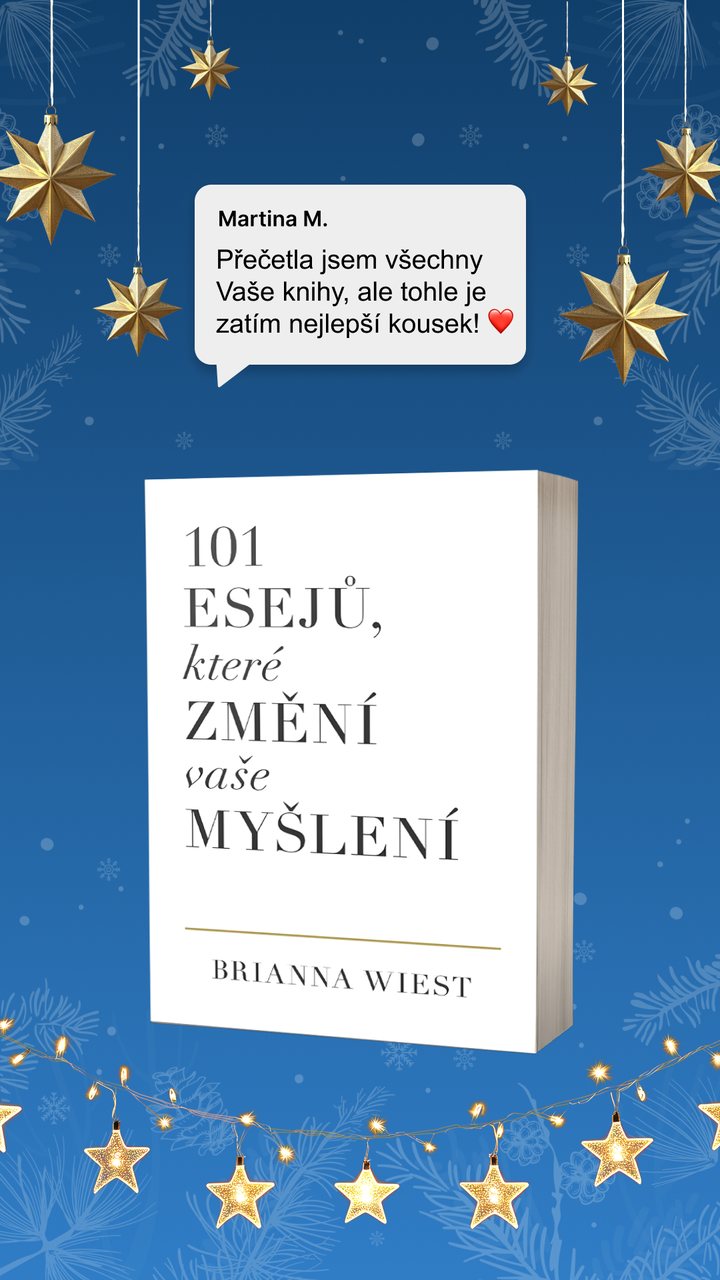 Martina M.
Přečetla jsem všechny
Vaše knihy, ale tohle je
zatím nejlepší kousek! ❤️
101
ESEJŮ,
které
ZMĚNÍ
vaše
MYŠLENÍ
BRIANNA WIEST